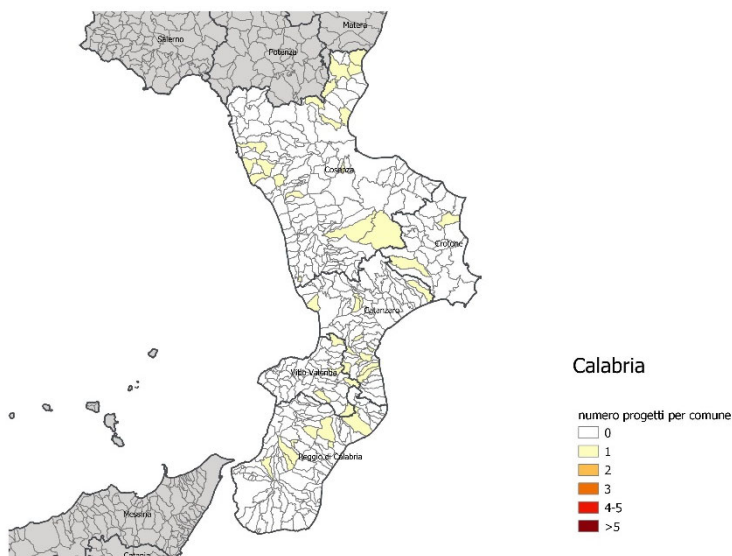 Matera
Salerno
Potenza
Cosenza
Crotone
Catanzaro
Vibo Valentia
Reggio di Calabria
Messina
Catania
Calabria
numero progetti per comune
0
1
2
3
4-5
>5